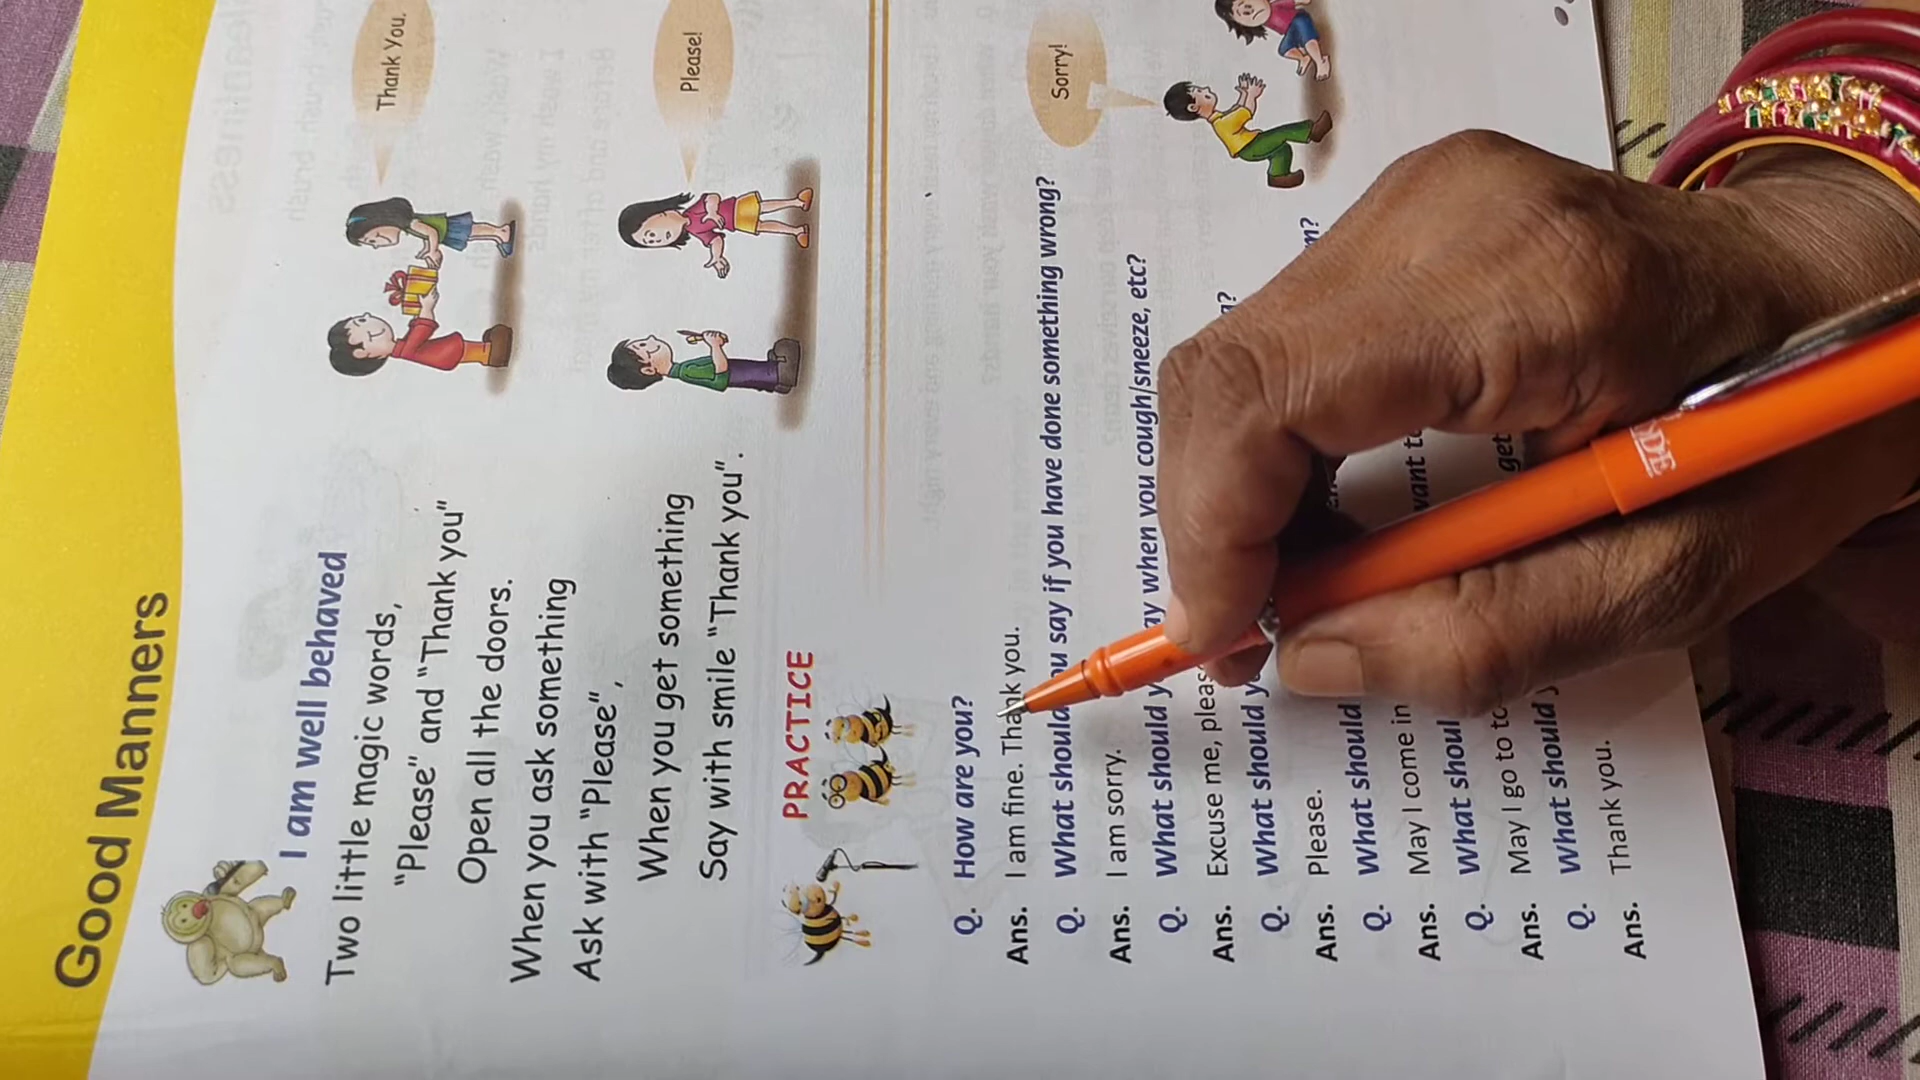 Good Manners
I am well behaved
Two little magic words,
"Please" and "Thank you"
Open all the doors.
When you ask something
Ask with "Please",
When you get something
Say with smile "Thank you".
Thank You.
Please!
PRACTICE
Q. How are you?
Ans. I am fine. Thank you.
Q. What should you say if you have done something wrong?
Ans. I am sorry.
Sorry!
Q. What should say when you cough/sneeze, etc?
Ans. Excuse me,
Q. What should
Ans. Please.
Q. What should
Ans. May I come in
Q. What want
Ans. May I go to
Q. What should get
Ans. Thank you.